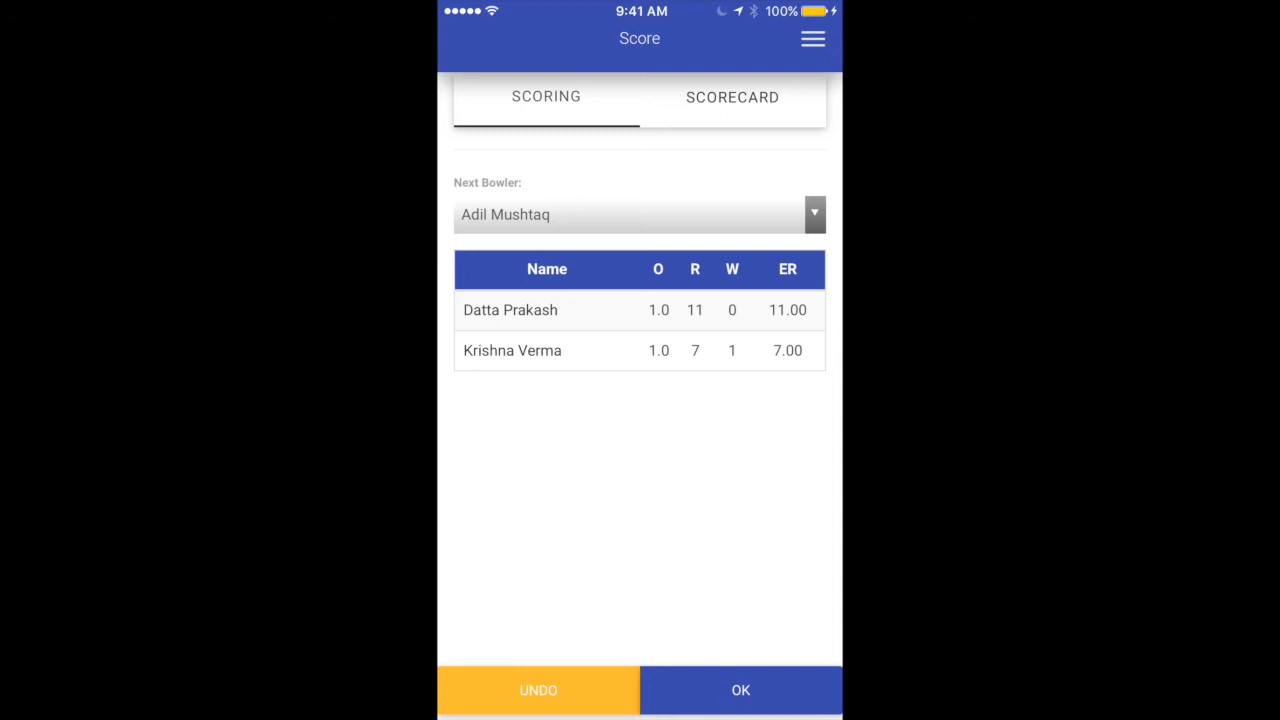 9:41 AM 100%
Score
SCORING SCORECARD
Next Bowler:
Adil Mushtaq
Name O R W ER
Datta Prakash 1.0 11 0 11.00
Krishna Verma 1.0 7 1 7.00
UNDO OK